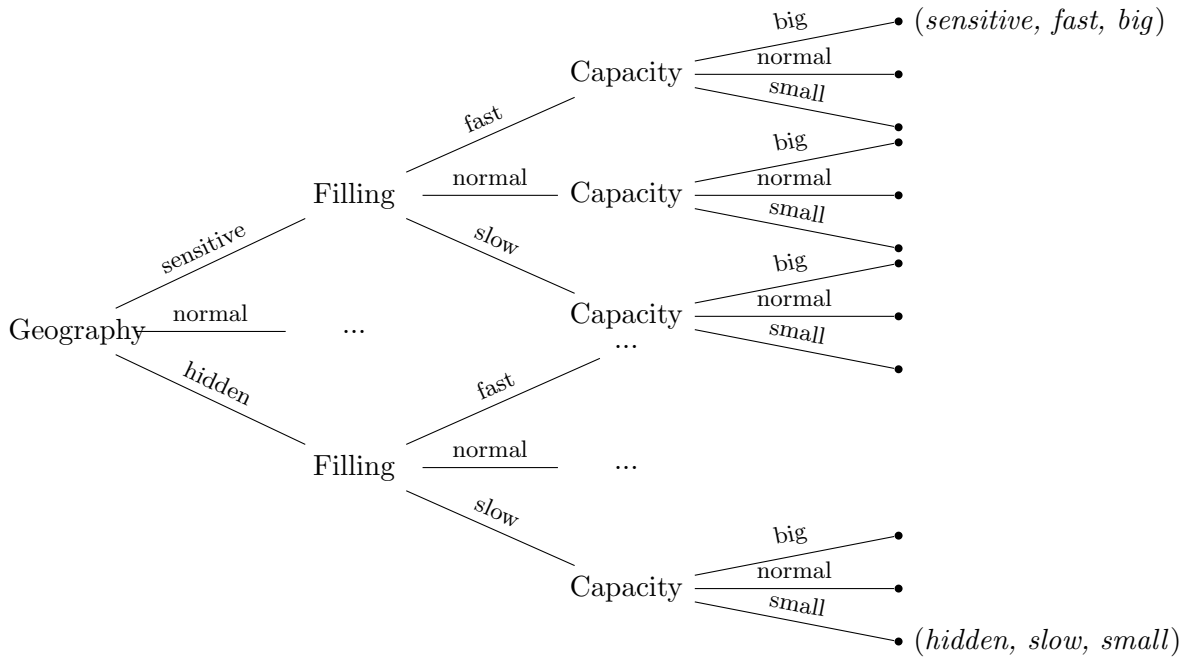 big
(sensitive, fast, big)
Capacity
normal
small
fast
big
Filling
normal
Capacity
normal
small
sensitive
slow
big
Geography
normal
...
Capacity
normal
small
...
hidden
fast
Filling
normal
...
slow
big
Capacity
normal
small
(hidden, slow, small)